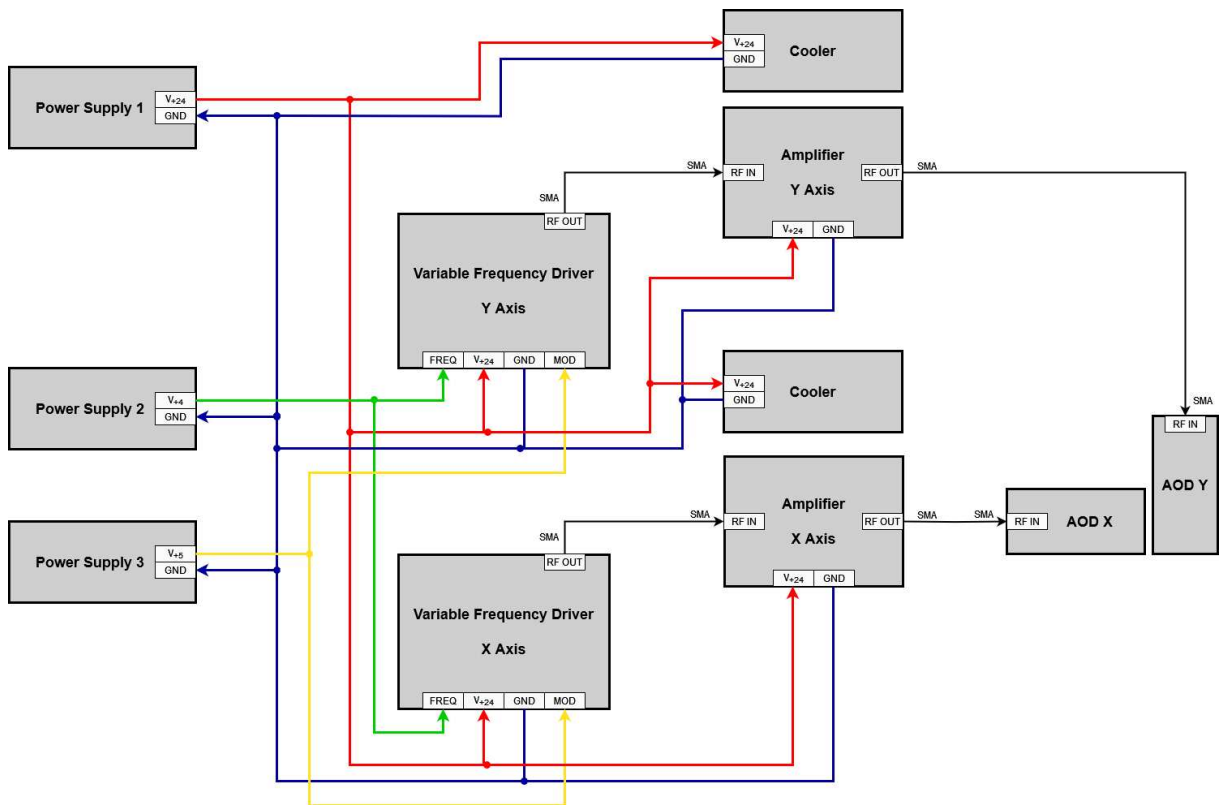 Cooler
V+24
GND
Power Supply 1
V+24
GND
Amplifier
Y Axis
RF IN
RF OUT
V+24
GND
SMA
SMA
SMA
Variable Frequency Driver
Y Axis
RF OUT
FREQ
V+24
GND
MOD
Power Supply 2
V+4
GND
Cooler
V+24
GND
SMA
RF IN
AOD Y
Amplifier
X Axis
RF IN
RF OUT
V+24
GND
SMA
SMA
SMA
SMA
RF IN
AOD X
Power Supply 3
V+5
GND
Variable Frequency Driver
X Axis
RF OUT
FREQ
V+24
GND
MOD